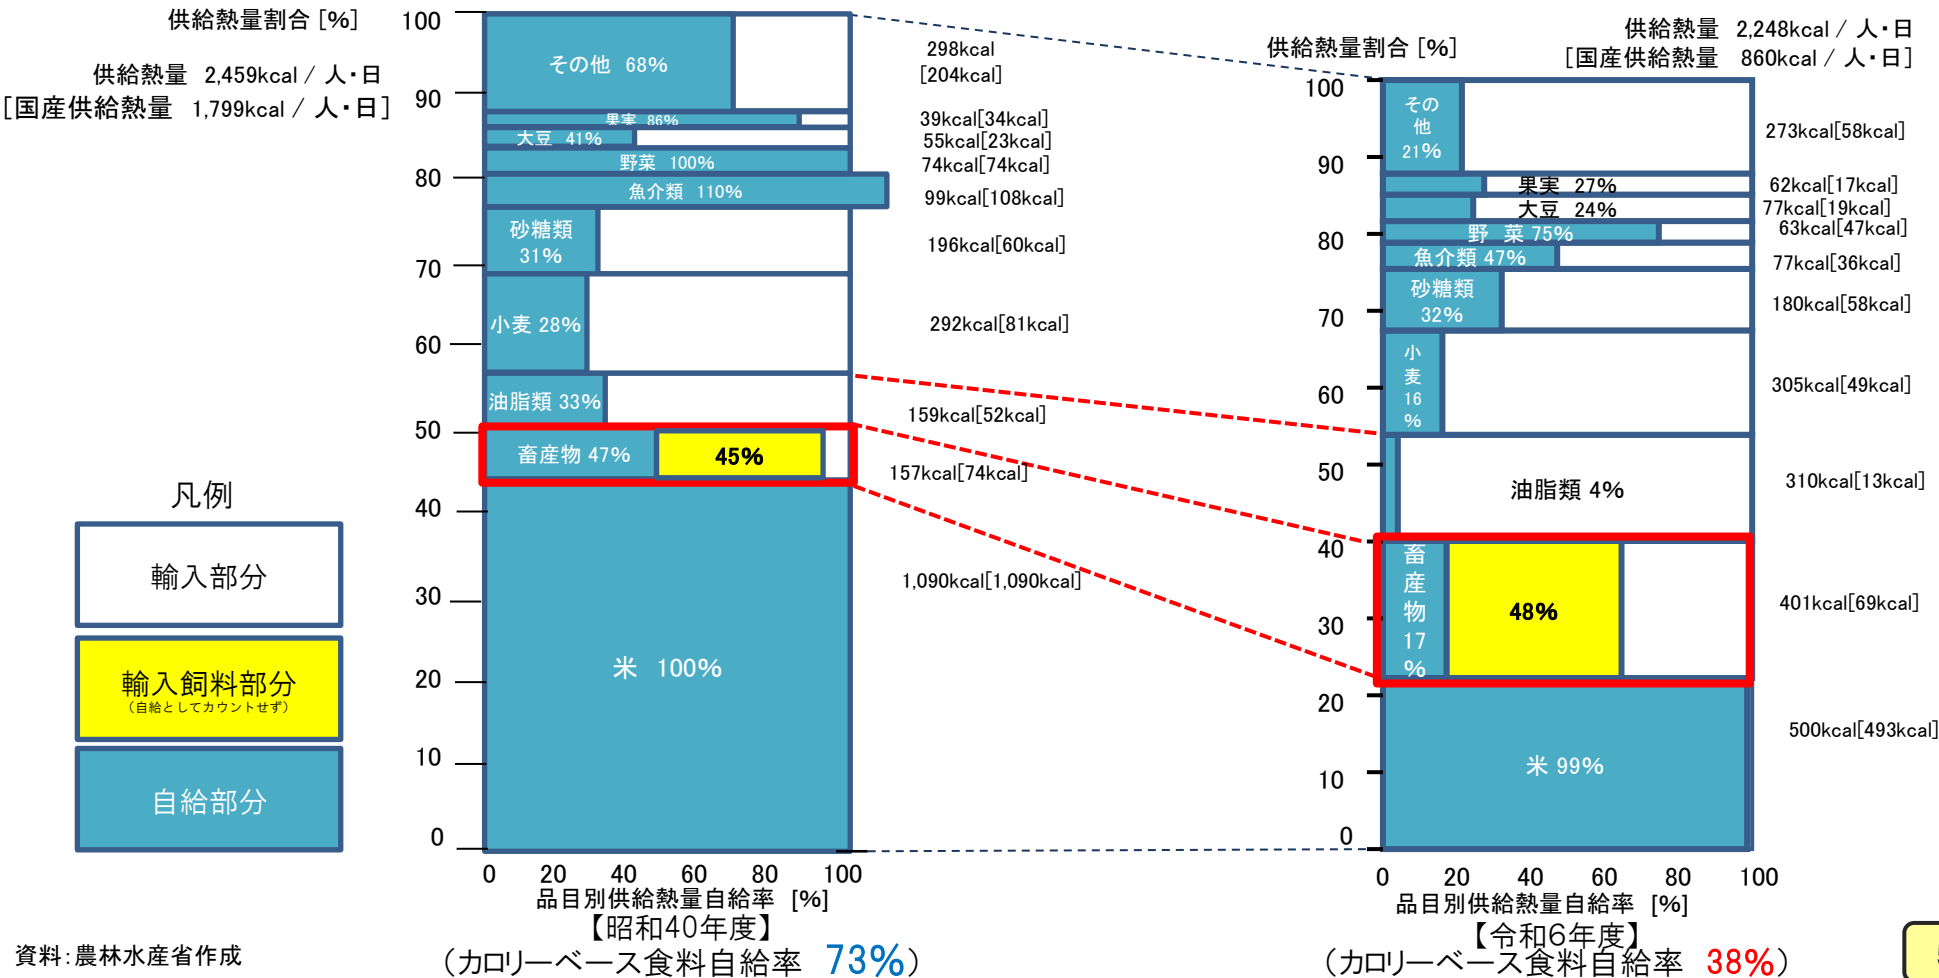 供給熱量割合 [%]
供給熱量 2,459kcal / 人・日
[国産供給熱量 1,799kcal / 人・日]
100
90
80
70
60
50
40
30
20
10
0
その他 68%
果実 86%
大豆 41%
野菜 100%
魚介類 110%
砂糖類
31%
小麦 28%
油脂類 33%
畜産物 47%
45%
米 100%
298kcal
[204kcal]
39kcal[34kcal]
55kcal[23kcal]
74kcal[74kcal]
99kcal[108kcal]
196kcal[60kcal]
292kcal[81kcal]
159kcal[52kcal]
157kcal[74kcal]
1,090kcal[1,090kcal]
0 20 40 60 80 100
品目別供給熱量自給率 [%]
【昭和40年度】
(カロリーベース食料自給率 73%)
凡例
輸入部分
輸入飼料部分
(自給としてカウントせず)
自給部分
資料:農林水産省作成
供給熱量 2,248kcal / 人・日
[国産供給熱量 860kcal / 人・日]
供給熱量割合 [%]
100
90
80
70
60
50
40
30
20
10
0
その
他
21%
果実 27%
大豆 24%
野 菜 75%
魚介類 47%
砂糖類
32%
小
麦
16
%
油脂類 4%
畜
産
物
17
%
48%
米 99%
273kcal[58kcal]
62kcal[17kcal]
77kcal[19kcal]
63kcal[47kcal]
77kcal[36kcal]
180kcal[58kcal]
305kcal[49kcal]
310kcal[13kcal]
401kcal[69kcal]
500kcal[493kcal]
0 20 40 60 80 100
品目別供給熱量自給率 [%]
【令和6年度】
(カロリーベース食料自給率 38%)